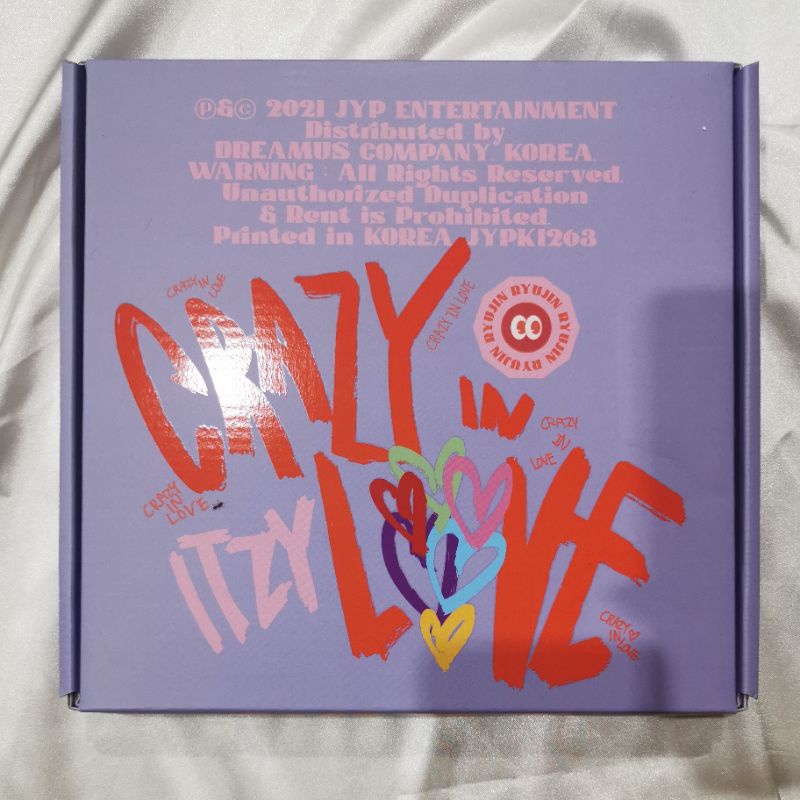 ℗&© 2021 JYP ENTERTAINMENT
Distributed by
DREAMUS COMPANY, KOREA.
WARNING : All Rights Reserved.
Unauthorized Duplication
& Rent is Prohibited.
Printed in KOREA. JYPK1263
CRAZY IN
LOVE
CRAZY IN LOVE
RYUJIN RYUJIN RYUJIN RYUJIN RYUJIN
CRAZY
IN
LOVE
CRAZY
IN
LOVE
CRAZY
IN
LOVE
ITZY
CRAZY
IN LOVE